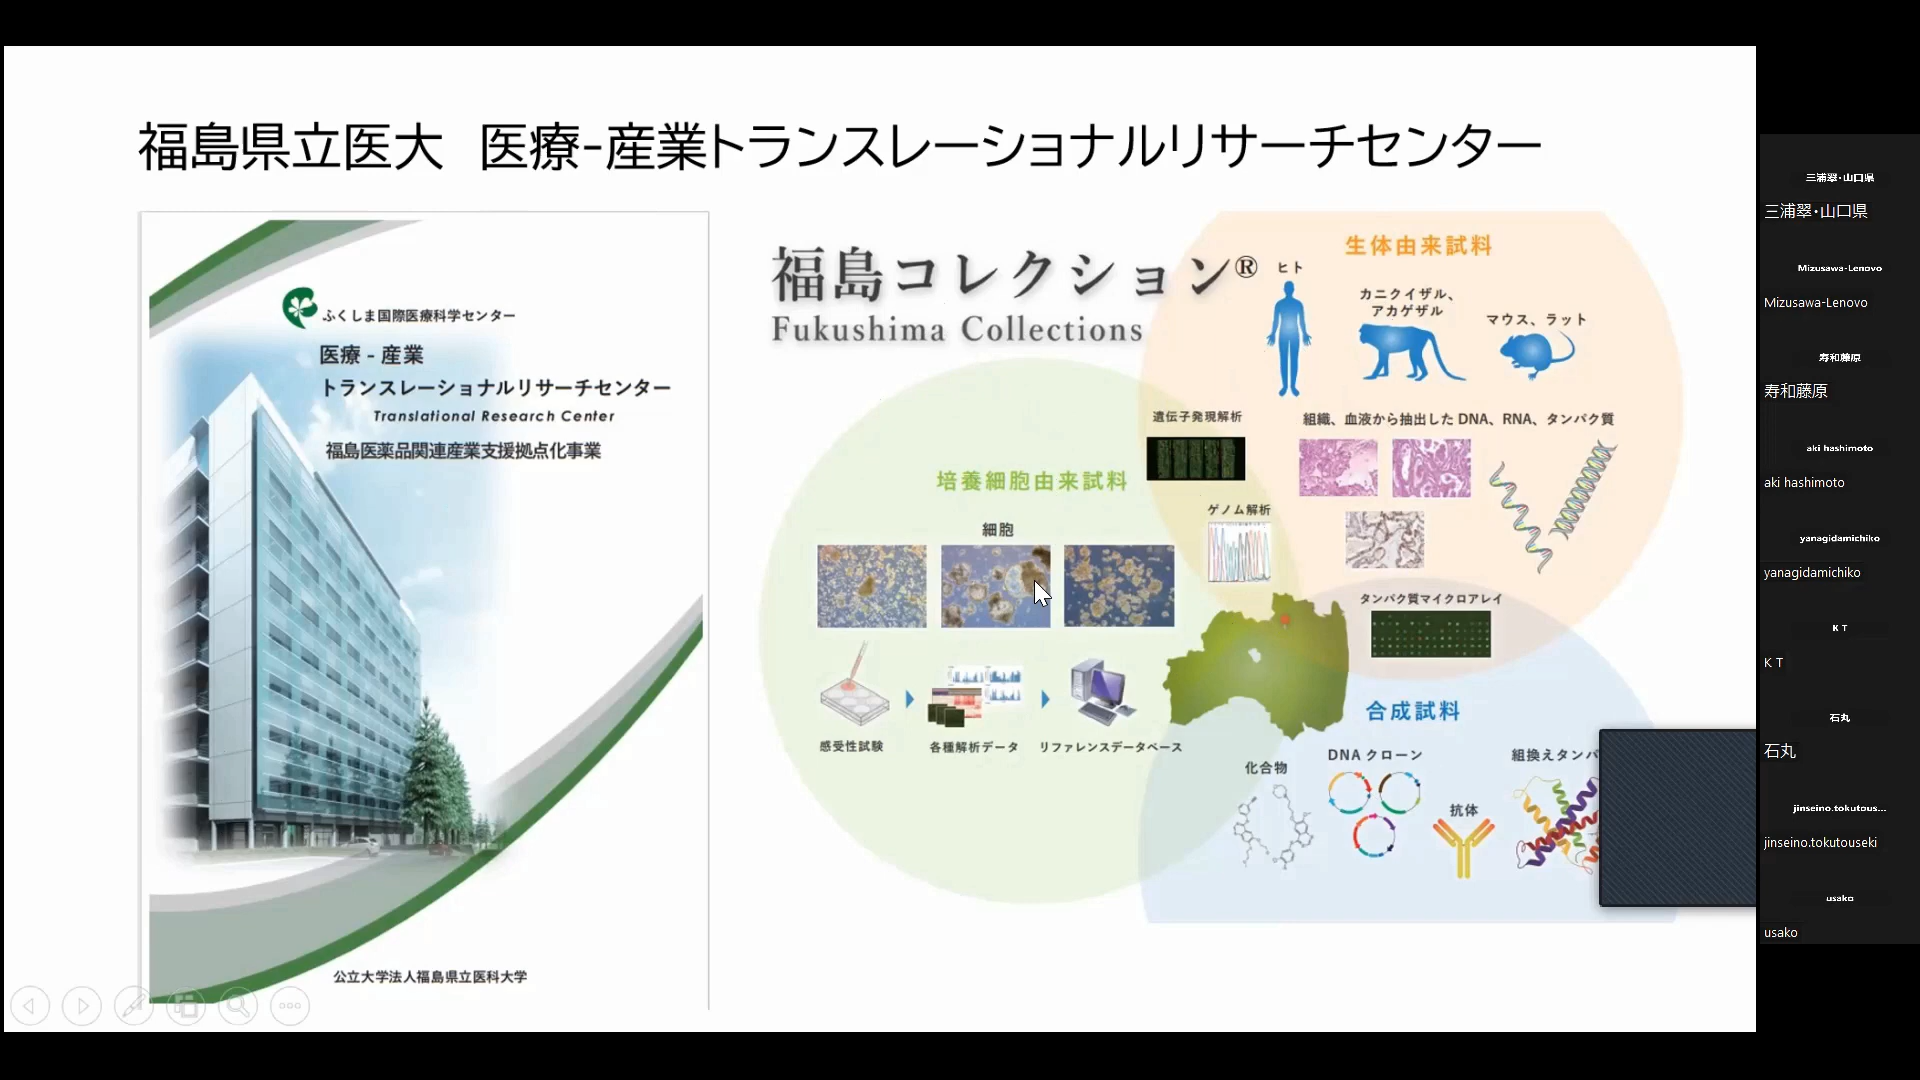 福島県立医大　医療-産業トランスレーショナルリサーチセンター
ふくしま国際医療科学センター
医療 - 産業
トランスレーショナルリサーチセンター
Translational Research Center
福島医薬品関連産業支援拠点化事業
公立大学法人福島県立医科大学
福島コレクション®
Fukushima Collections
生体由来試料
ヒト
カニクイザル、
アカゲザル
マウス、ラット
遺伝子発現解析
組織、血液から抽出した DNA、RNA、タンパク質
ゲノム解析
タンパク質マイクロアレイ
培養細胞由来試料
細胞
感受性試験
各種解析データ
リファレンスデータベース
合成試料
化合物
DNA クローン
抗体
組換えタンパ
三浦翠・山口県
三浦翠・山口県
Mizusawa-Lenovo
Mizusawa-Lenovo
寿和藤原
寿和藤原
aki hashimoto
aki hashimoto
yanagidamichiko
yanagidamichiko
K T
K T
石丸
石丸
jinseino.tokutous...
jinseino.tokutouseki
usako
usako